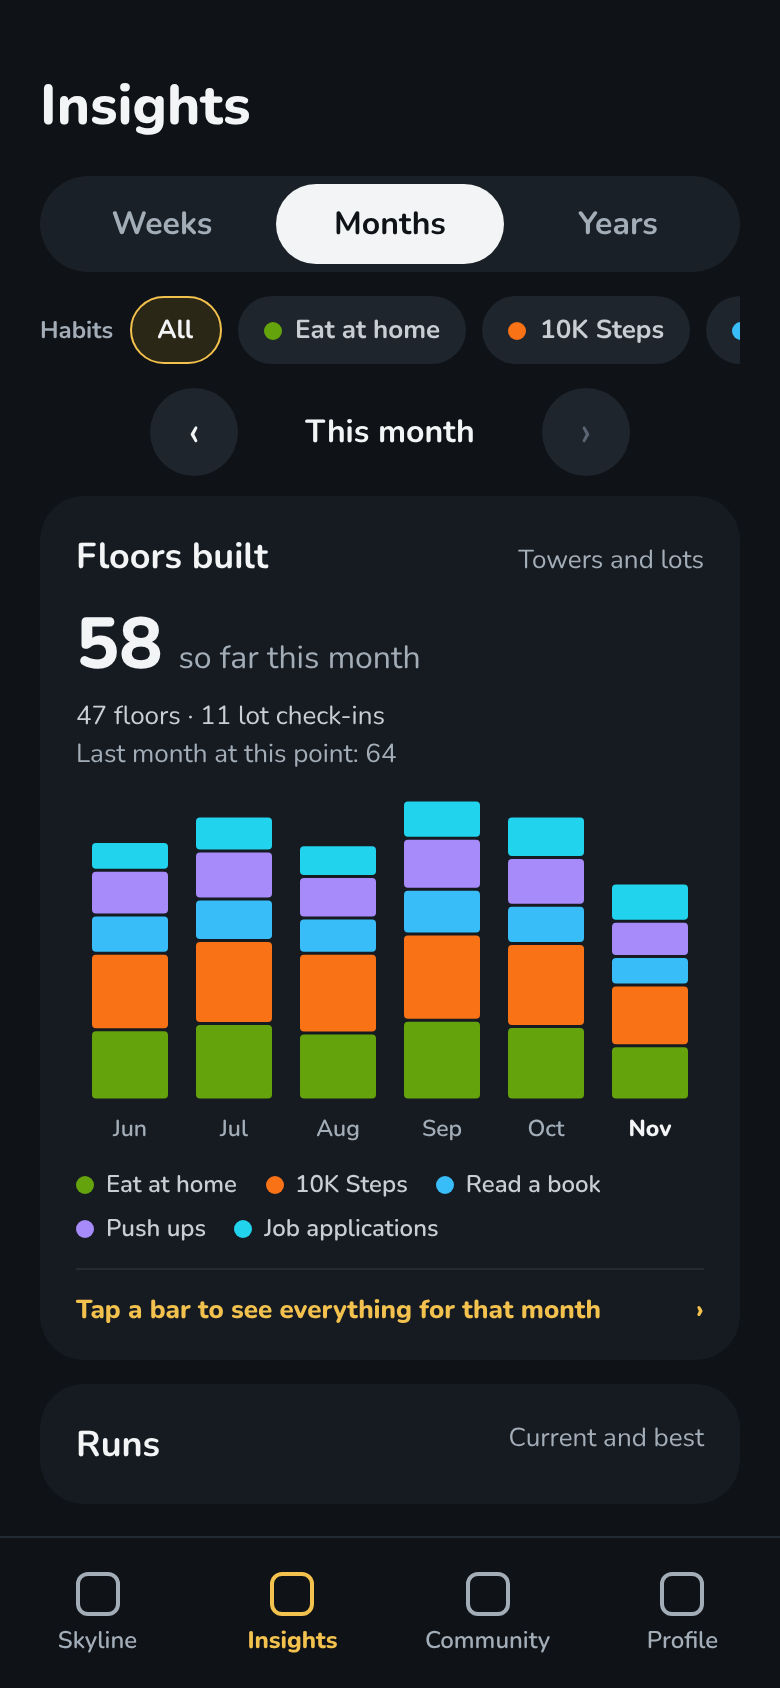 Insights
Weeks Months Years
Habits All Eat at home 10K Steps
‹ This month ›
Floors built Towers and lots
58 so far this month
47 floors · 11 lot check-ins
Last month at this point: 64
Jun Jul Aug Sep Oct Nov
Eat at home 10K Steps Read a book
Push ups Job applications
Tap a bar to see everything for that month ›
Runs Current and best
Skyline Insights Community Profile